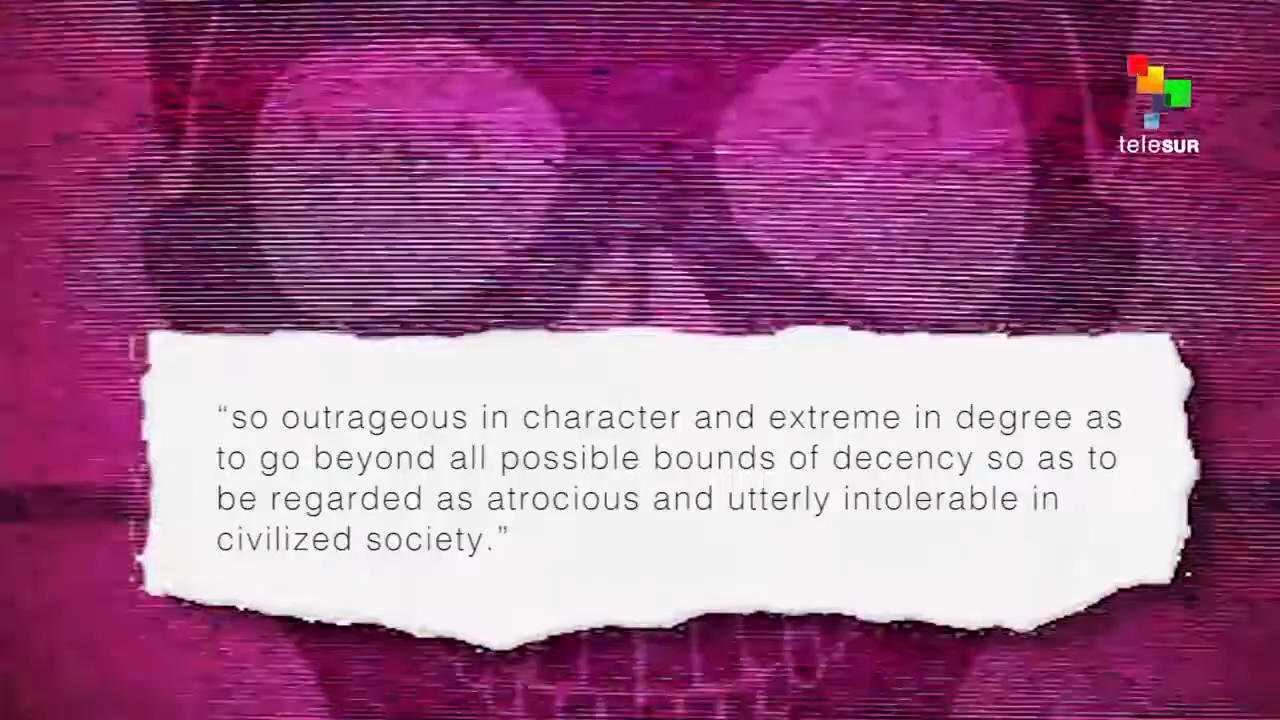 teleSUR
“so outrageous in character and extreme in degree as
to go beyond all possible bounds of decency so as to
be regarded as atrocious and utterly intolerable in
civilized society.”